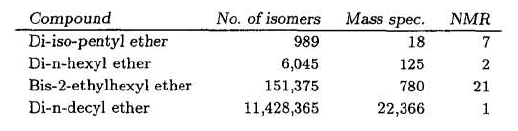 Compound No. of isomers Mass spec. NMR
Di-iso-pentyl ether 989 18 7
Di-n-hexyl ether 6,045 125 2
Bis-2-ethylhexyl ether 151,375 780 21
Di-n-decyl ether 11,428,365 22,366 1